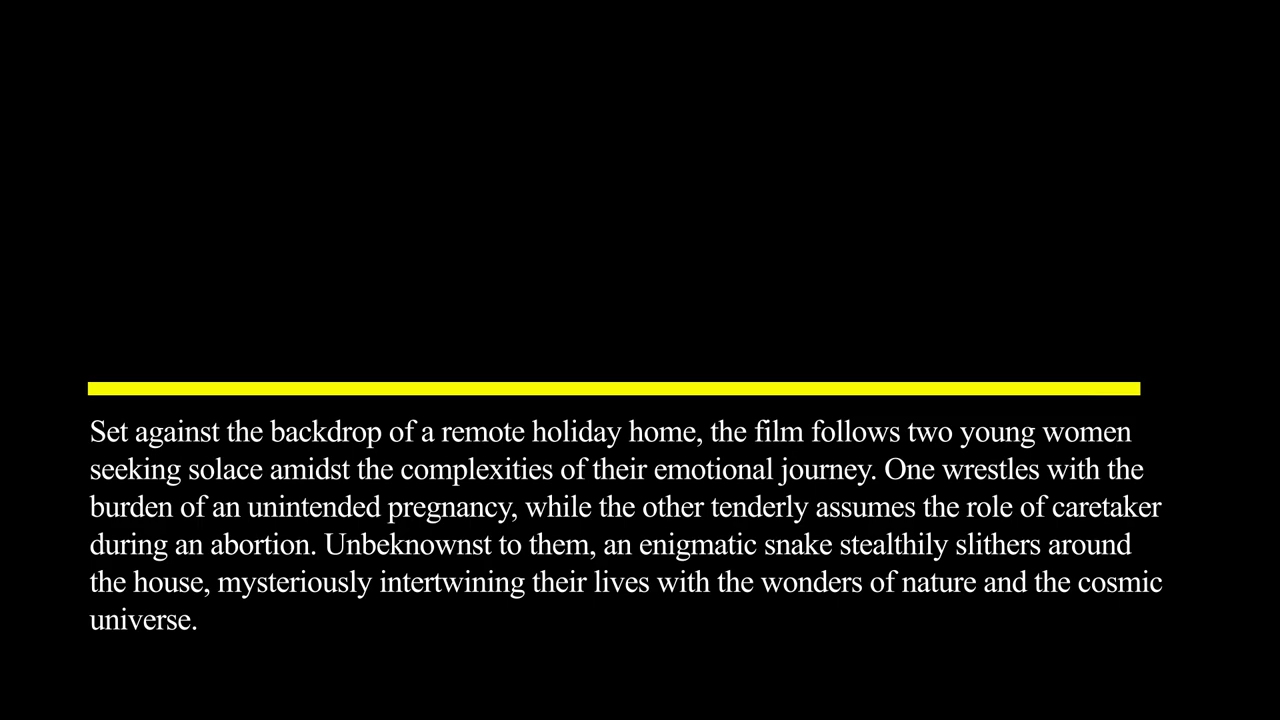 Set against the backdrop of a remote holiday home, the film follows two young women
seeking solace amidst the complexities of their emotional journey. One wrestles with the
burden of an unintended pregnancy, while the other tenderly assumes the role of caretaker
during an abortion. Unbeknownst to them, an enigmatic snake stealthily slithers around
the house, mysteriously intertwining their lives with the wonders of nature and the cosmic
universe.